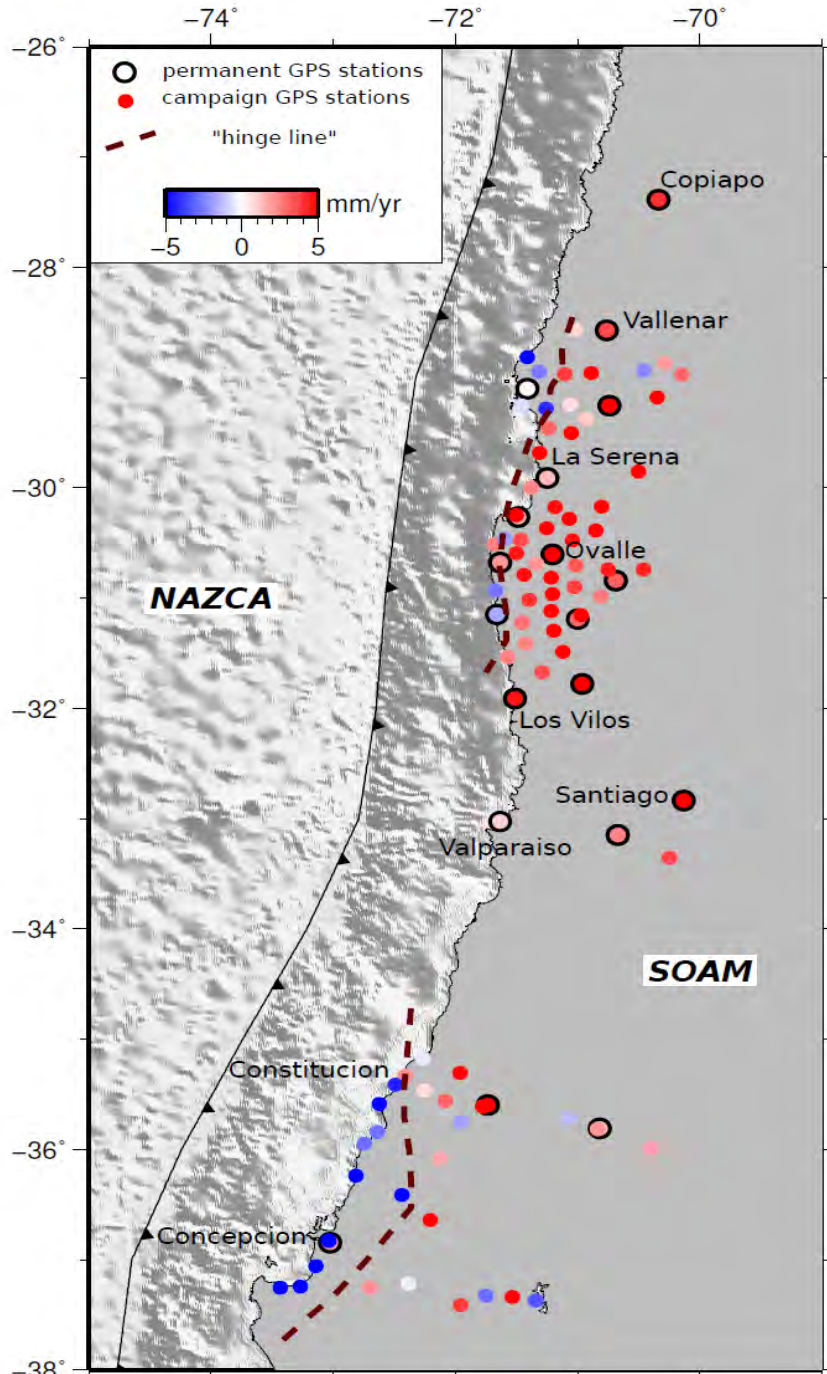 −74° −72° −70°
−26°
permanent GPS stations
campaign GPS stations
"hinge line"
mm/yr
−5 0 5
Copiapo
−28°
Vallenar
La Serena
−30°
Ovalle
NAZCA
−32°
Los Vilos
Santiago
Valparaiso
−34°
SOAM
Constitucion
−36°
Concepcion
−38°